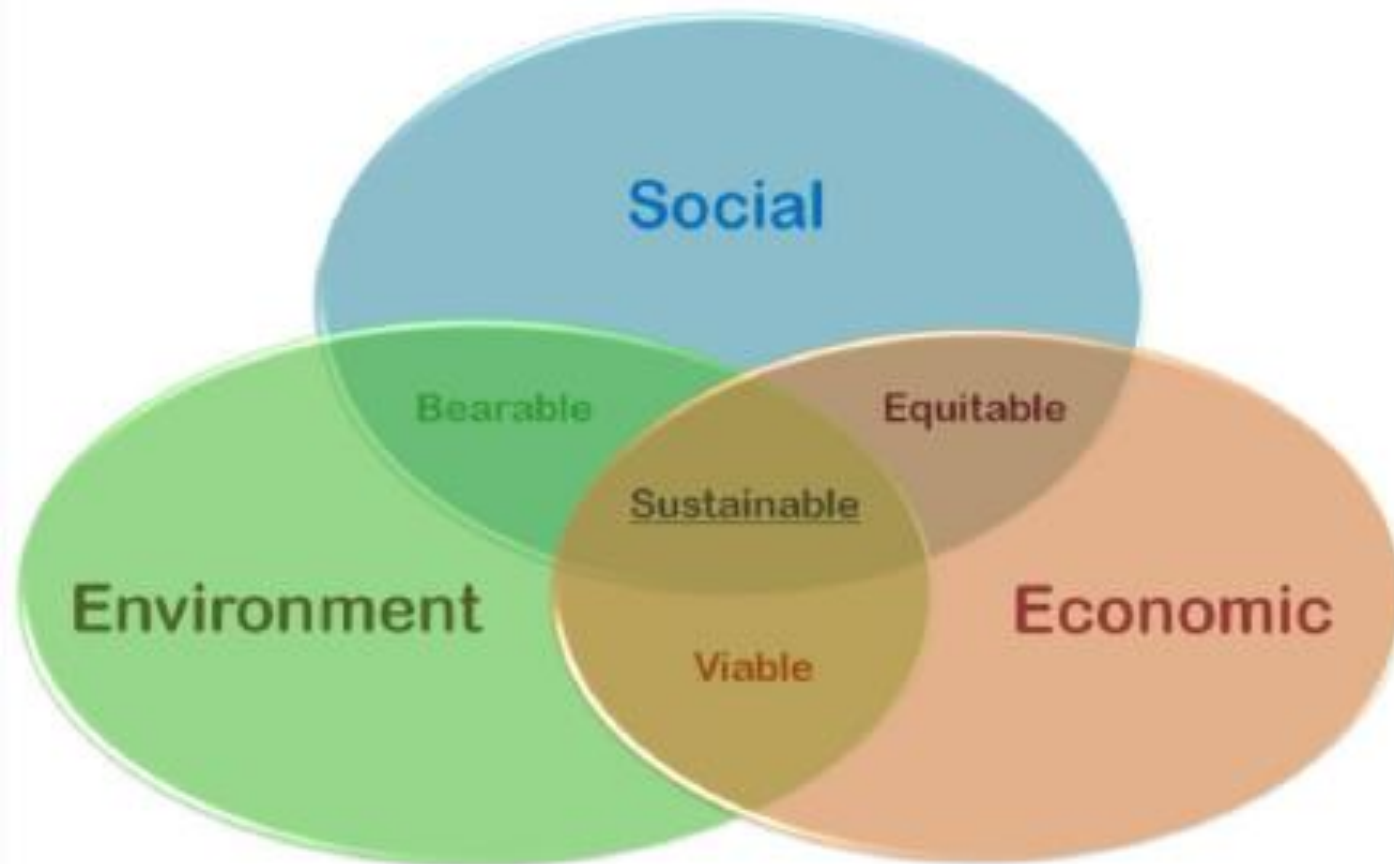 Social
Bearable
Equitable
Sustainable
Environment
Economic
Viable